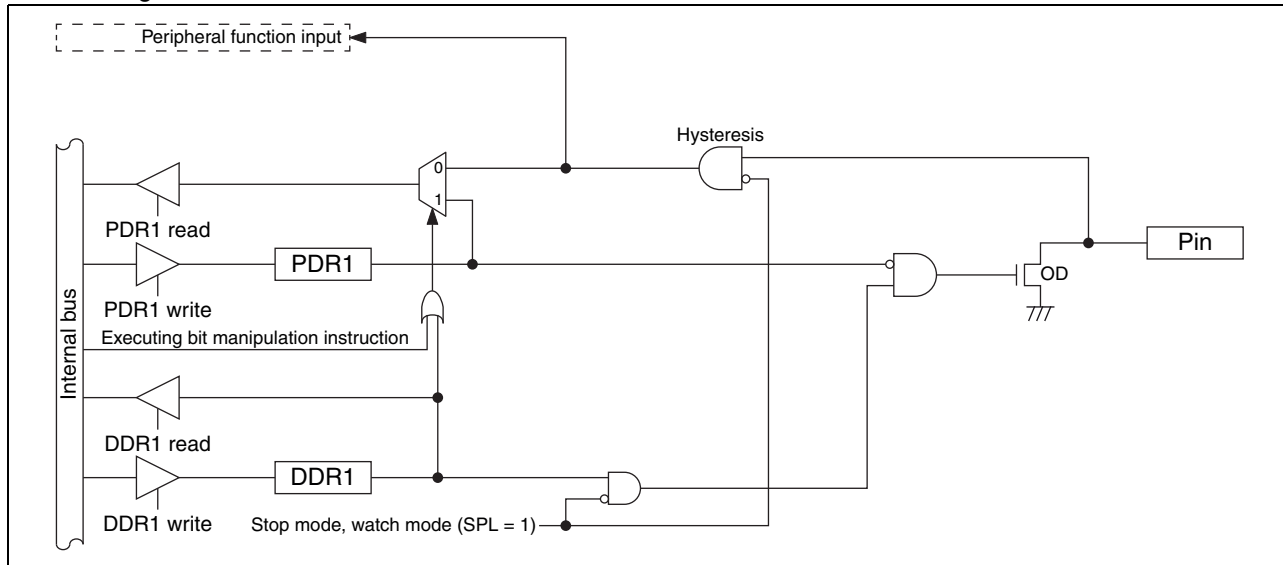 Peripheral function input
Hysteresis
0
1
PDR1 read
Pin
PDR1
OD
PDR1 write
Internal bus
Executing bit manipulation instruction
DDR1 read
DDR1
DDR1 write
Stop mode, watch mode (SPL = 1)